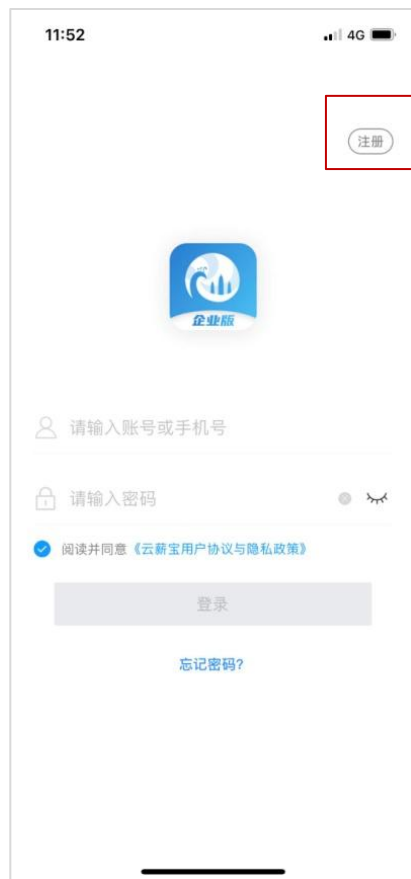 11:52 4G
注册
企业版
请输入账号或手机号
请输入密码
阅读并同意《云薪宝用户协议与隐私政策》
登录
忘记密码?